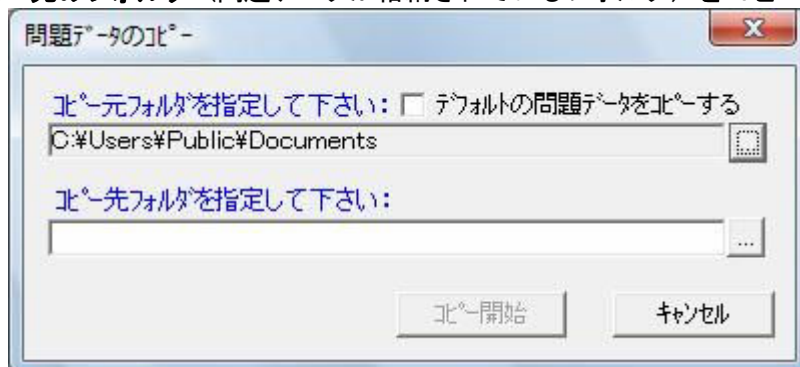 問題ﾃﾞｰﾀのｺﾋﾟｰ
ｺﾋﾟｰ元ﾌｫﾙﾀﾞを指定して下さい： デフォルトの問題ﾃﾞｰﾀをｺﾋﾟｰする
C:¥Users¥Public¥Documents
...
ｺﾋﾟｰ先ﾌｫﾙﾀﾞを指定して下さい：
...
ｺﾋﾟｰ開始 ｷｬﾝｾﾙ